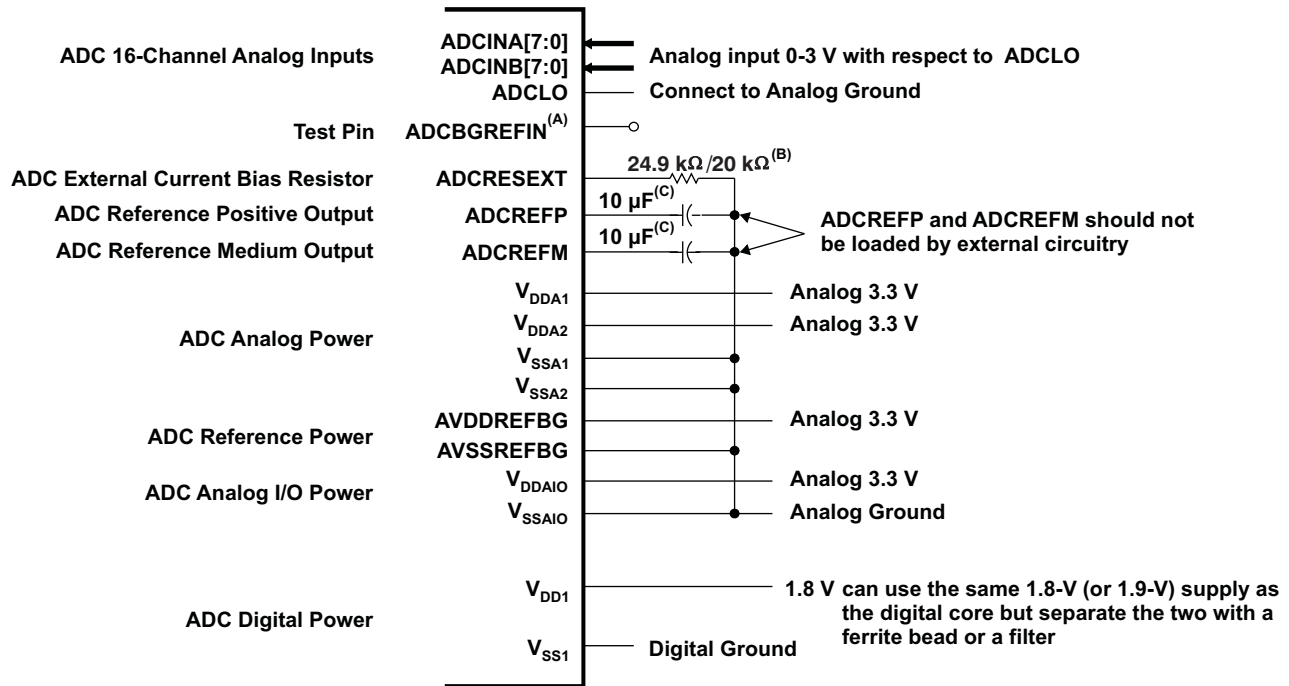 ADC 16-Channel Analog Inputs
ADCINA[7:0]
ADCINB[7:0]
ADCLO
Analog input 0-3 V with respect to ADCLO
Connect to Analog Ground
Test Pin
ADCBGREFIN(A)
ADC External Current Bias Resistor
ADCRESEXT
24.9 kΩ/20 kΩ(B)
ADC Reference Positive Output
ADCREFP
10 µF(C)
ADC Reference Medium Output
ADCREFM
10 µF(C)
ADCREFP and ADCREFM should not
be loaded by external circuitry
ADC Analog Power
VDDA1
Analog 3.3 V
VDDA2
Analog 3.3 V
VSSA1
VSSA2
ADC Reference Power
AVDDREFBG
Analog 3.3 V
AVSSREFBG
ADC Analog I/O Power
VDDAIO
Analog 3.3 V
VSSAIO
Analog Ground
ADC Digital Power
VDD1
1.8 V can use the same 1.8-V (or 1.9-V) supply as
the digital core but separate the two with a
ferrite bead or a filter
VSS1
Digital Ground